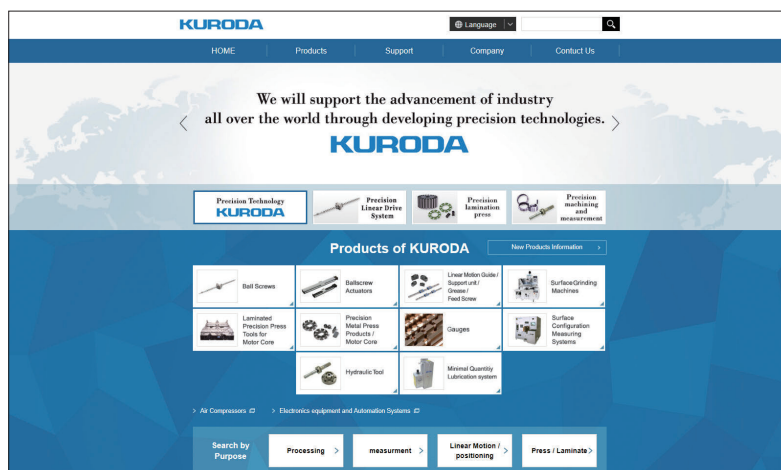 KURODA
Language
HOME Products Support Company Contuct Us
We will support the advancement of industry
all over the world through developing precision technologies.
KURODA
Precision Technology
KURODA
Precision
Linear Drive
System
Precision
lamination
press
Precision
machining
and
measurement
Products of KURODA
New Products Information
Ball Screws
Ballscrew
Actuators
Linear Motion Guide /
Support unit /
Grease /
Feed Screw
Surface Grinding
Machines
Laminated
Precision Press
Tools for
Motor Core
Precision
Metal Press
Products /
Motor Core
Gauges
Surface
Configuration
Measuring
Systems
Hydraulic Tool
Minimal Quantitiy
Lubrication system
Air Compressors
Electronics equipment and Automation Systems
Search by
Purpose
Processing
measurment
Linear Motion /
positioning
Press / Laminate